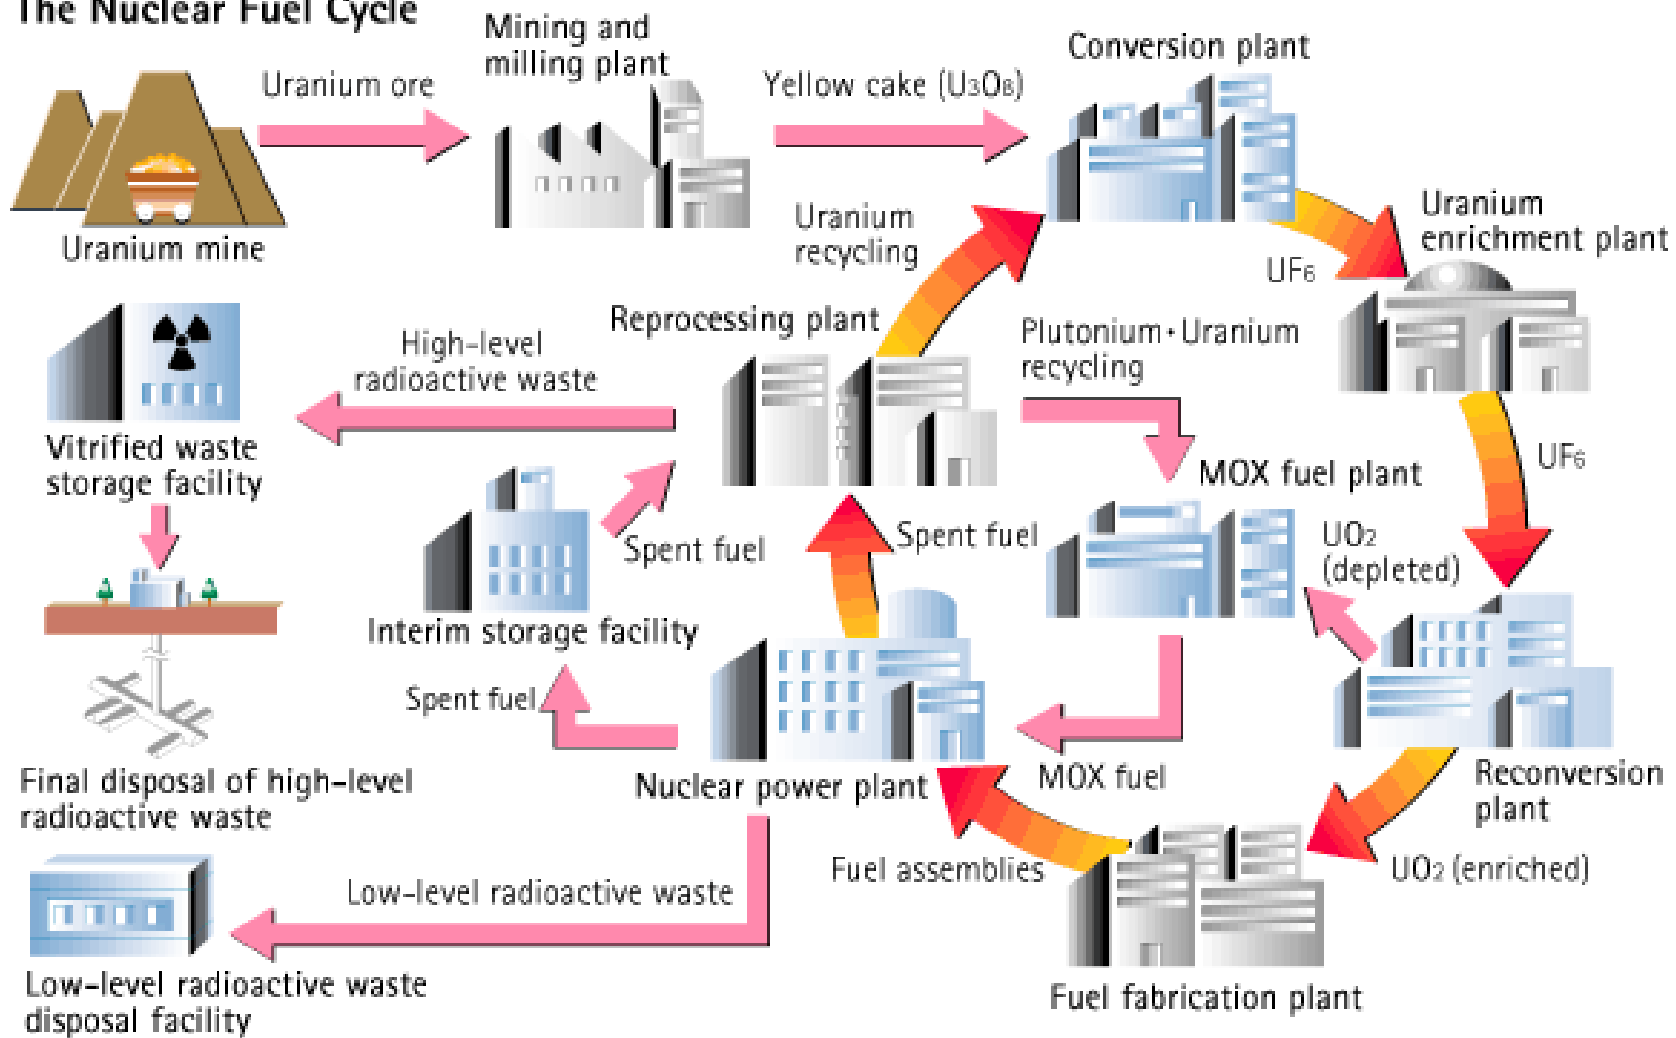 The Nuclear Fuel Cycle
Mining and
milling plant
Conversion plant
Uranium ore
Yellow cake (U₃O₈)
Uranium mine
Uranium
recycling
Uranium
enrichment plant
UF₆
Reprocessing plant
High-level
radioactive waste
Plutonium・Uranium
recycling
Vitrified waste
storage facility
MOX fuel plant
UF₆
Spent fuel
Spent fuel
UO₂
(depleted)
Interim storage facility
Spent fuel
Nuclear power plant
MOX fuel
Reconversion
plant
Final disposal of high-level
radioactive waste
Fuel assemblies
UO₂ (enriched)
Low-level radioactive waste
Low-level radioactive waste
disposal facility
Fuel fabrication plant